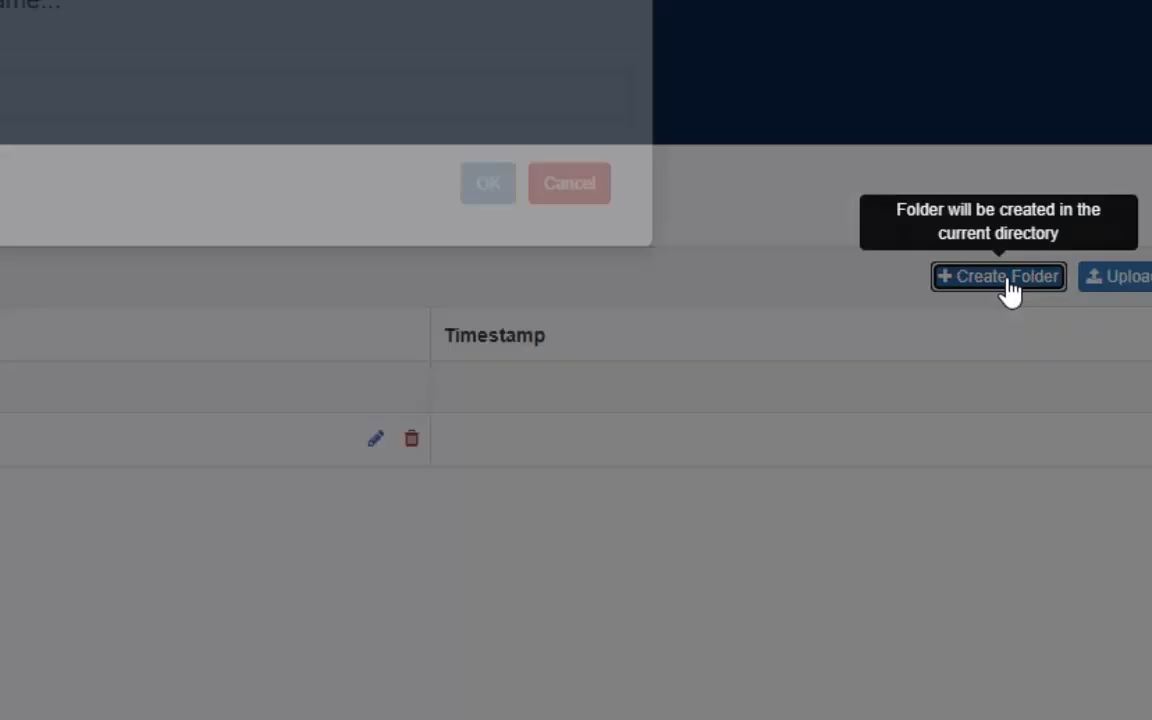 OK
Cancel
Folder will be created in the
current directory
Create Folder
Timestamp